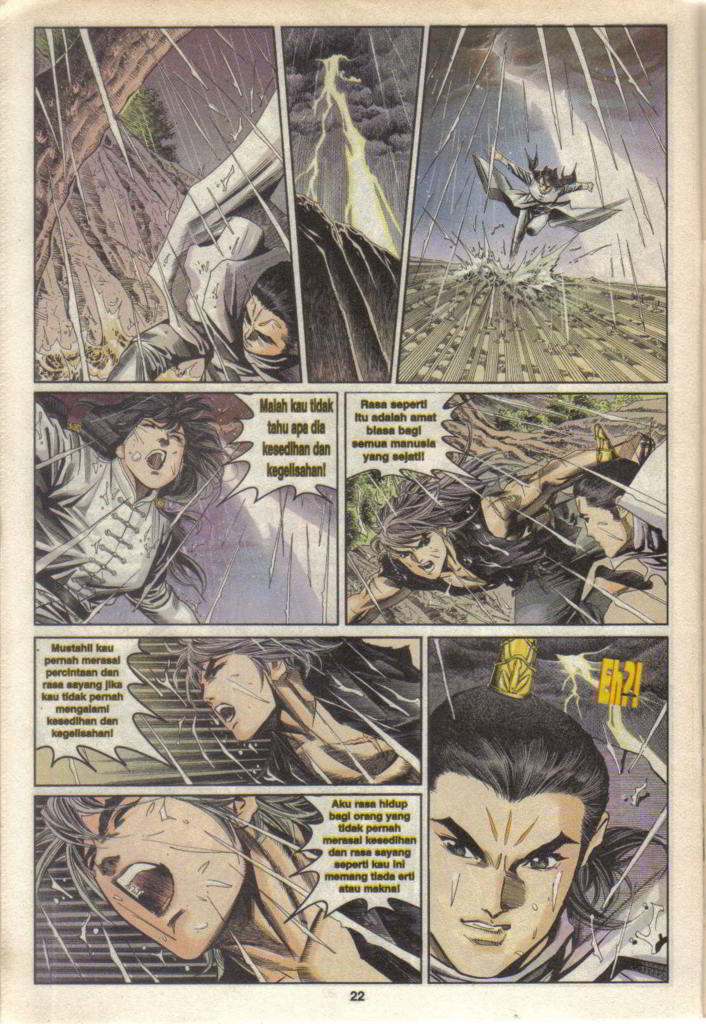 Malah kau tidak
tahu apa dia
kesedihan dan
kegelisahan!
Rasa seperti
itu adalah amat
biasa bagi
semua manusia
yang sejati!
Mustahil kau
pernah merasai
percintaan dan
rasa sayang jika
kau tidak pernah
mengalami
kesedihan dan
kegelisahan!
Eh?!
Aku rasa hidup
bagi orang yang
tidak pernah
merasai kesedihan
dan rasa sayang
seperti kau ini
memang tiada erti
atau makna!
22